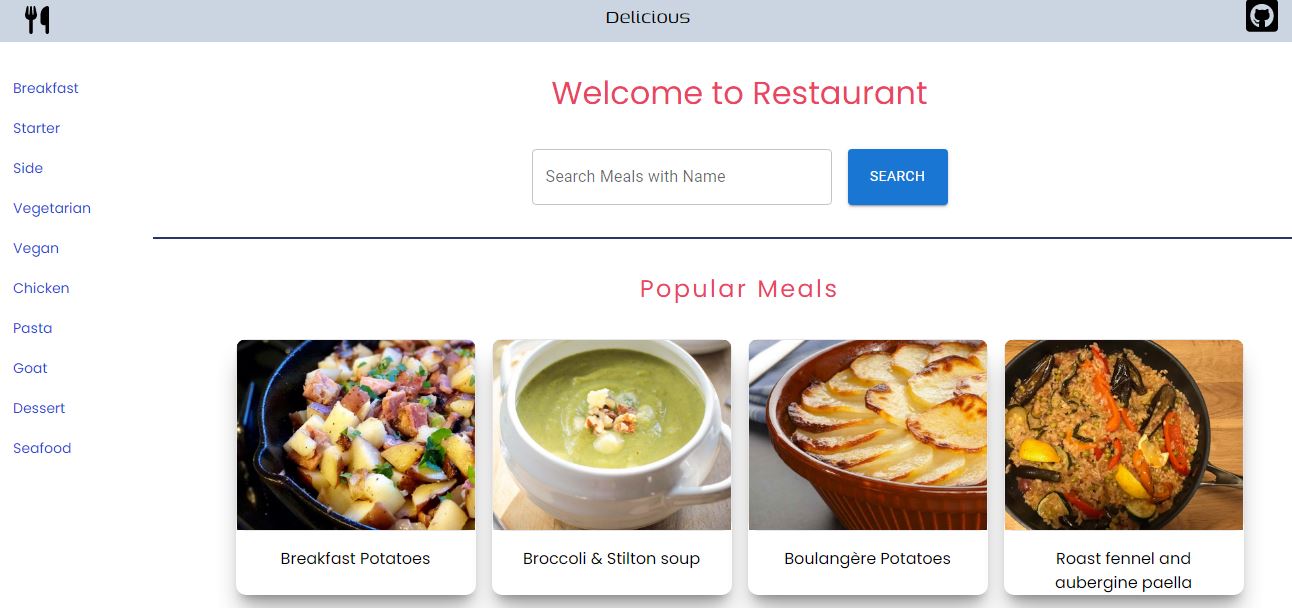 Delicious
Breakfast
Starter
Side
Vegetarian
Vegan
Chicken
Pasta
Goat
Dessert
Seafood
Welcome to Restaurant
Search Meals with Name
SEARCH
Popular Meals
Breakfast Potatoes
Broccoli & Stilton soup
Boulangère Potatoes
Roast fennel and
aubergine paella